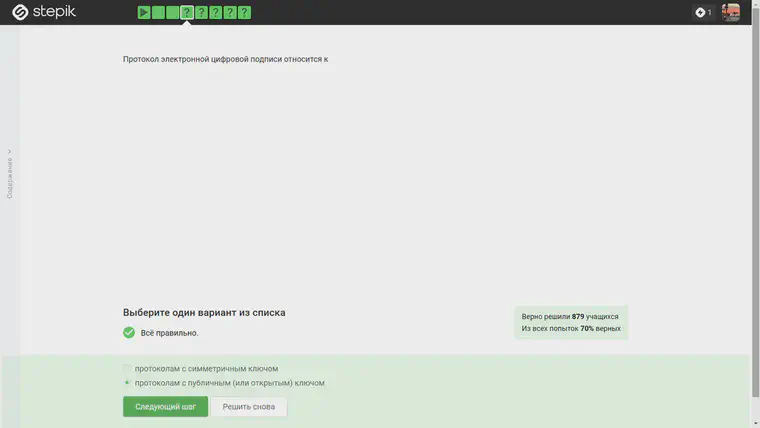 stepik
? ? ? ? ?
1
Протокол электронной цифровой подписи относится к
Содержание
Выберите один вариант из списка
Всё правильно.
Верно решили 879 учащихся
Из всех попыток 70% верных
протоколам с симметричным ключом
протоколам с публичным (или открытым) ключом
Следующий шаг
Решить снова